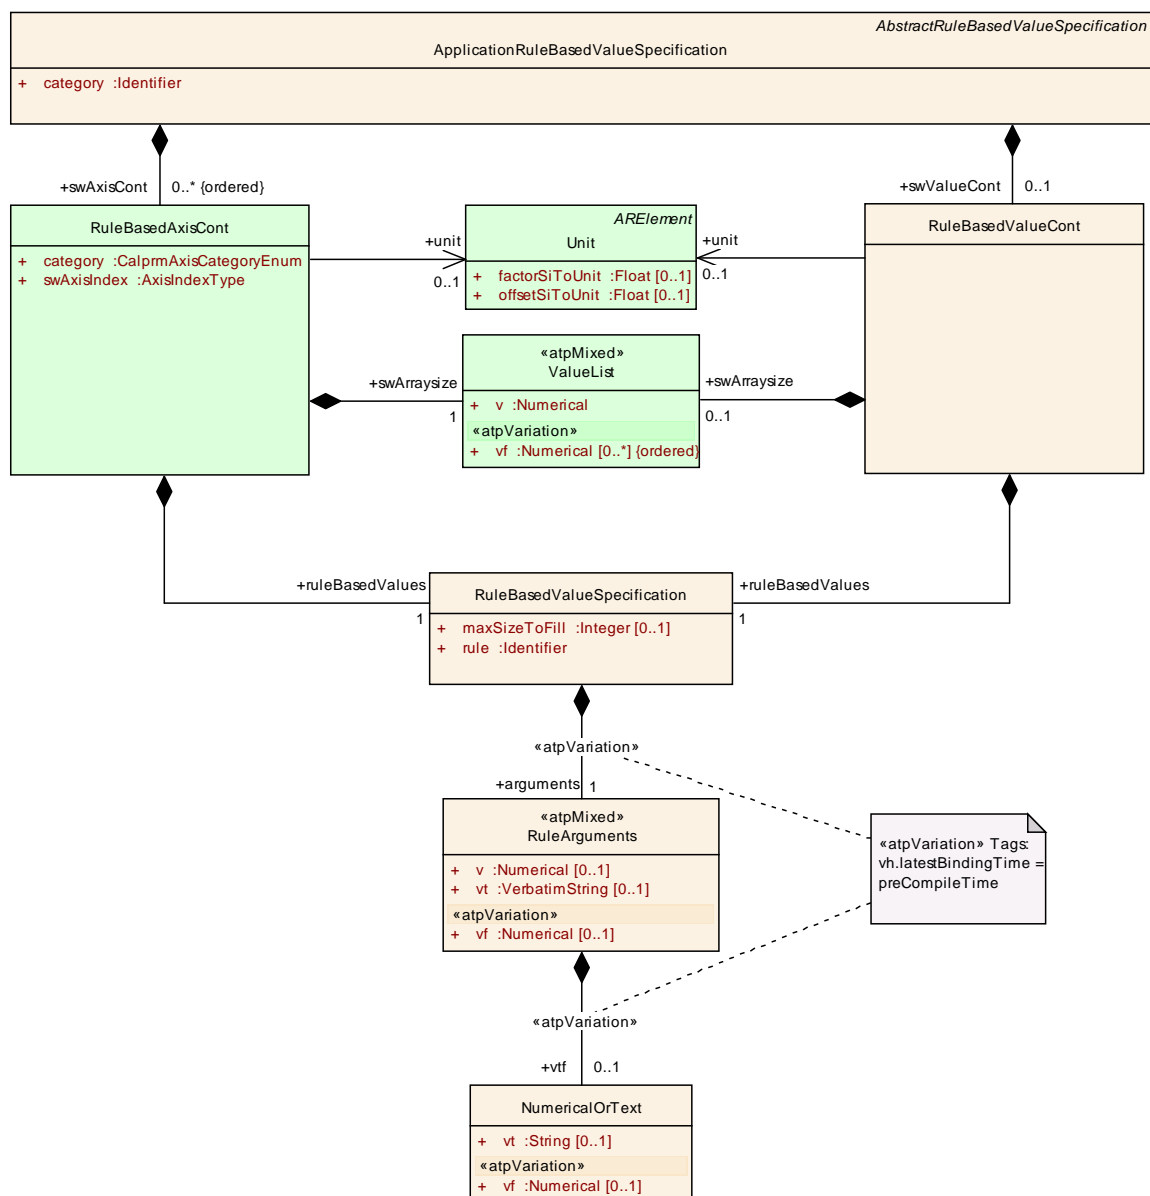 AbstractRuleBasedValueSpecification
ApplicationRuleBasedValueSpecification
+ category :Identifier
+swAxisCont 0..* {ordered}
+swValueCont 0..1
RuleBasedAxisCont
+ category :CalprmAxisCategoryEnum
+ swAxisIndex :AxisIndexType
+unit
0..1
ARElement
Unit
+ factorSiToUnit :Float [0..1]
+ offsetSiToUnit :Float [0..1]
+unit
0..1
RuleBasedValueCont
+swArraysize
1
«atpMixed»
ValueList
+ v :Numerical
«atpVariation»
+ vf :Numerical [0..*] {ordered}
+swArraysize
0..1
+ruleBasedValues
1
RuleBasedValueSpecification
+ maxSizeToFill :Integer [0..1]
+ rule :Identifier
+ruleBasedValues
1
«atpVariation»
+arguments 1
«atpMixed»
RuleArguments
+ v :Numerical [0..1]
+ vt :VerbatimString [0..1]
«atpVariation»
+ vf :Numerical [0..1]
«atpVariation» Tags:
vh.latestBindingTime =
preCompileTime
«atpVariation»
+vtf 0..1
NumericalOrText
+ vt :String [0..1]
«atpVariation»
+ vf :Numerical [0..1]